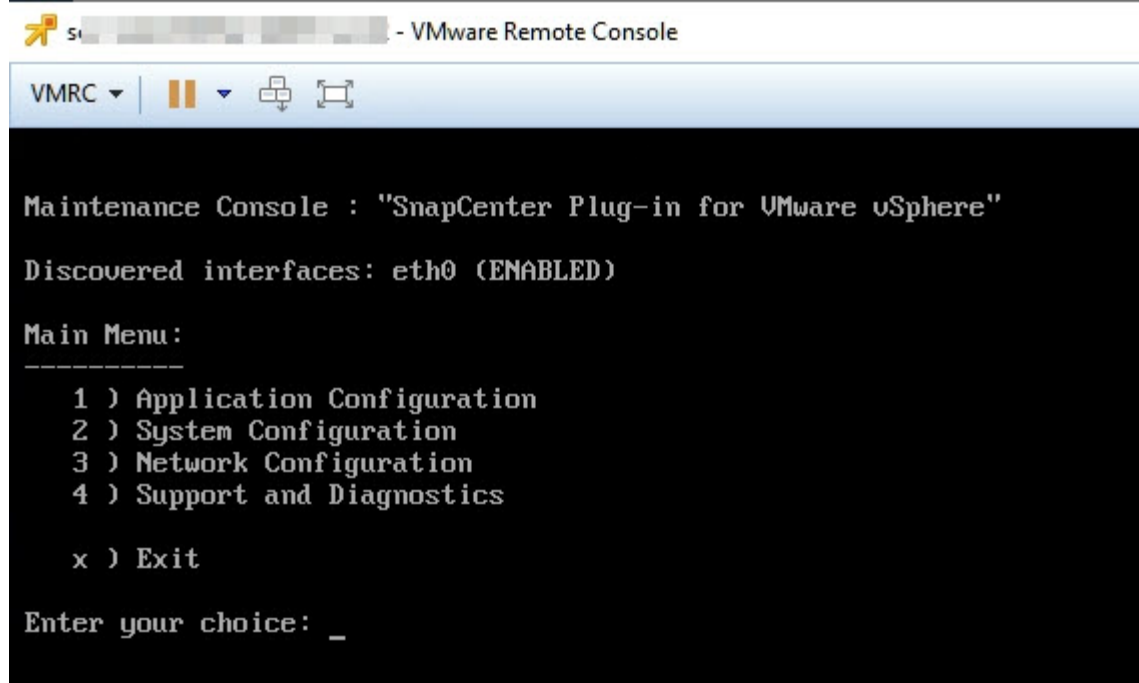 - VMware Remote Console
VMRC
Maintenance Console : "SnapCenter Plug-in for VMware vSphere"
Discovered interfaces: eth0 (ENABLED)
Main Menu:
----------
1 ) Application Configuration
2 ) System Configuration
3 ) Network Configuration
4 ) Support and Diagnostics
x ) Exit
Enter your choice: _